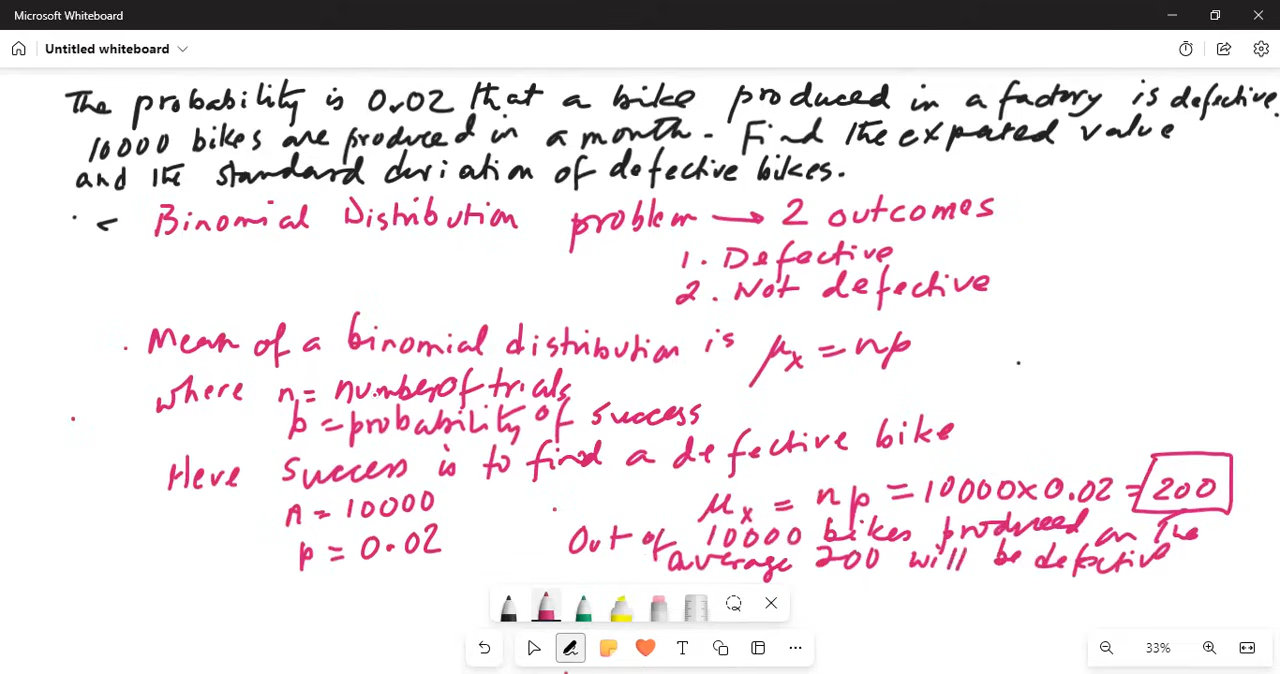 Microsoft Whiteboard
Untitled whiteboard
The probability is 0.02 that a bike produced in a factory is defective.
10000 bikes are produced in a month. Find the expated value
and the standard deriation of defective bikes.
Binomial Distribution problem → 2 outcomes
1. Defective
2. Not defective
Mean of a binomial distribution is μx = np
where n = number of trials
p = probability of success
Here Success is to find a defective bike
n = 10000
p = 0.02
μx = np = 10000 x 0.02 = 200
Out of 10000 bikes produced on the
average 200 will be defective
33%